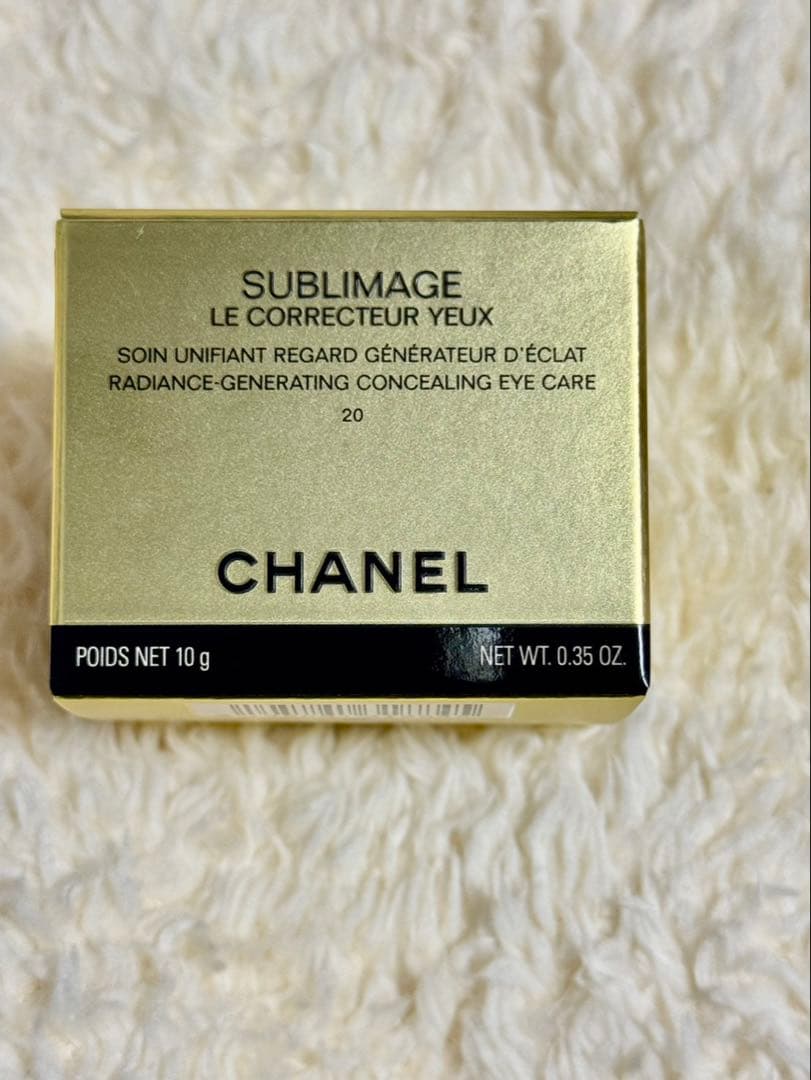 SUBLIMAGE
LE CORRECTEUR YEUX
SOIN UNIFIANT REGARD GÉNÉRATEUR D'ÉCLAT
RADIANCE-GENERATING CONCEALING EYE CARE
20
CHANEL
POIDS NET 10 g NET WT. 0.35 OZ.